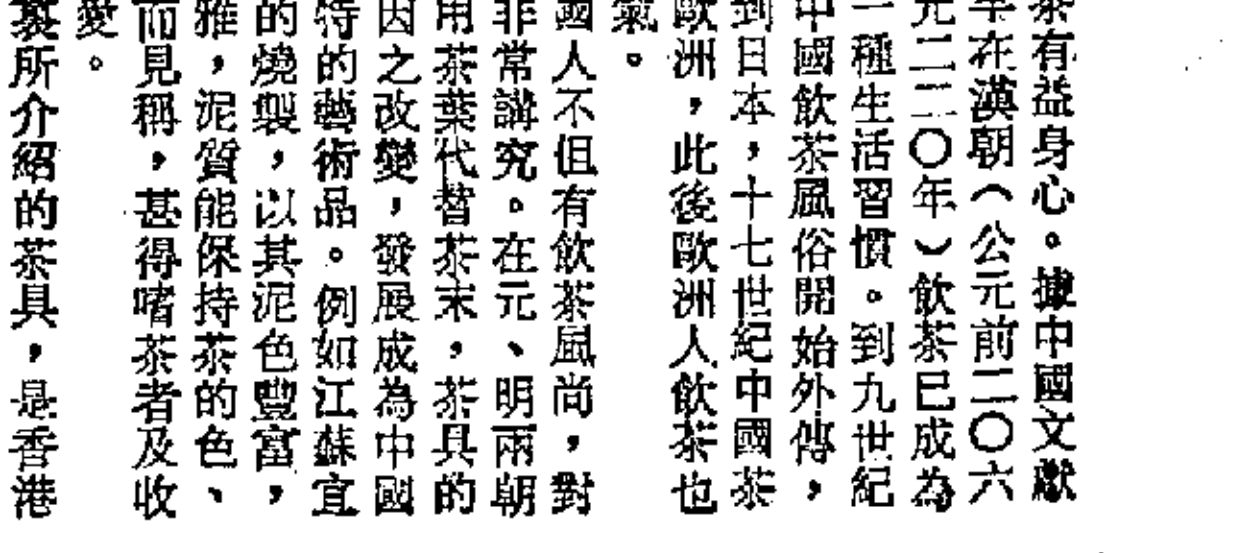 茶有益身心。據中國文獻
早在漢朝（公元前二〇六
元二二〇年）飲茶已成為
一種生活習慣。到九世紀
中國飲茶風俗開始外傳，
到日本，十七世紀中國茶
歐洲，此後歐洲人飲茶也
氣。
國人不但有飲茶風尚，對
非常講究。在元、明兩朝
用茶葉代替茶末，茶具的
因之改變，發展成為中國
特的藝術品。例如江蘇宜
的燒製，以其泥色豐富，
雅，泥質能保持茶的色、
而見稱，甚得嗜茶者及收
愛。
裏所介紹的茶具，是香港